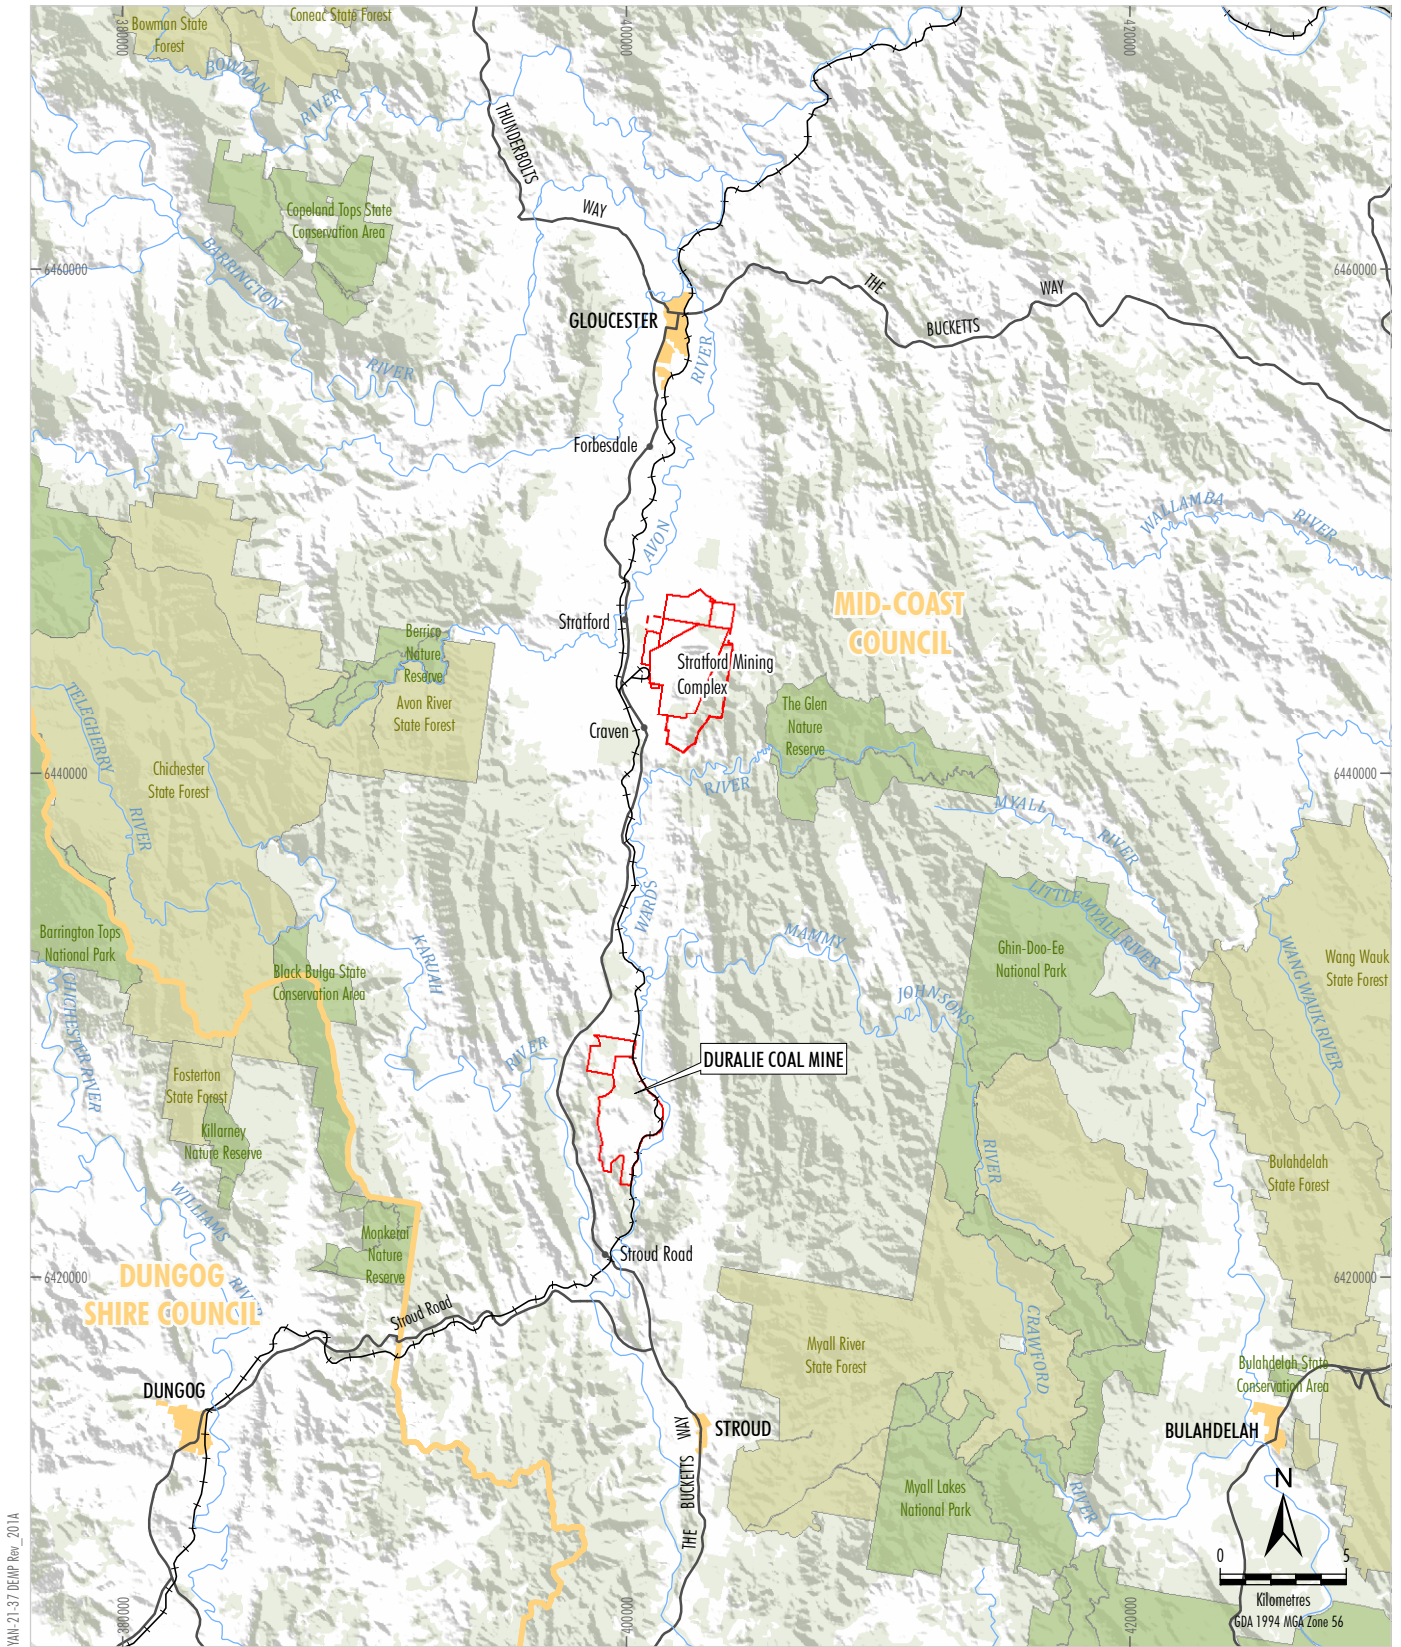 380000
400000
420000
Coneac State Forest
Bowman State
Forest
BOWMAN
RIVER
THUNDERBOLTS
WAY
Copeland Tops State
Conservation Area
BARRINGTON
RIVER
6460000
6460000
THE
BUCKETTS
WAY
GLOUCESTER
RIVER
Forbesdale
AVON
WALLAMBA
RIVER
MID-COAST
COUNCIL
Stratford
Stratford Mining
Complex
Berrico
Nature
Reserve
Avon River
State Forest
Craven
The Glen
Nature
Reserve
TELEGHERRY
RIVER
Chichester
State Forest
6440000
6440000
RIVER
MYALL
RIVER
LITTLE MYALL RIVER
WARDS
MAMMY
JOHNSONS
RIVER
Barrington Tops
National Park
Black Bulga State
Conservation Area
KARUAH
RIVER
Ghin-Doo-Ee
National Park
Wang Wauk
State Forest
WANG WAUK RIVER
CHICHESTER RIVER
DURALIE COAL MINE
Fosterton
State Forest
Killarney
Nature Reserve
WILLIAMS
RIVER
Monkerai
Nature
Reserve
Bulahdelah
State Forest
Stroud Road
6420000
6420000
DUNGOG
SHIRE COUNCIL
Stroud Road
Myall River
State Forest
CRAWFORD
RIVER
Bulahdelah State
Conservation Area
DUNGOG
STROUD
BULAHDELAH
THE
BUCKETTS
WAY
Myall Lakes
National Park
N
0
5
Kilometres
GDA 1994 MGA Zone 56
380000
400000
420000
YAN-21-37 DEMP Rev_201A